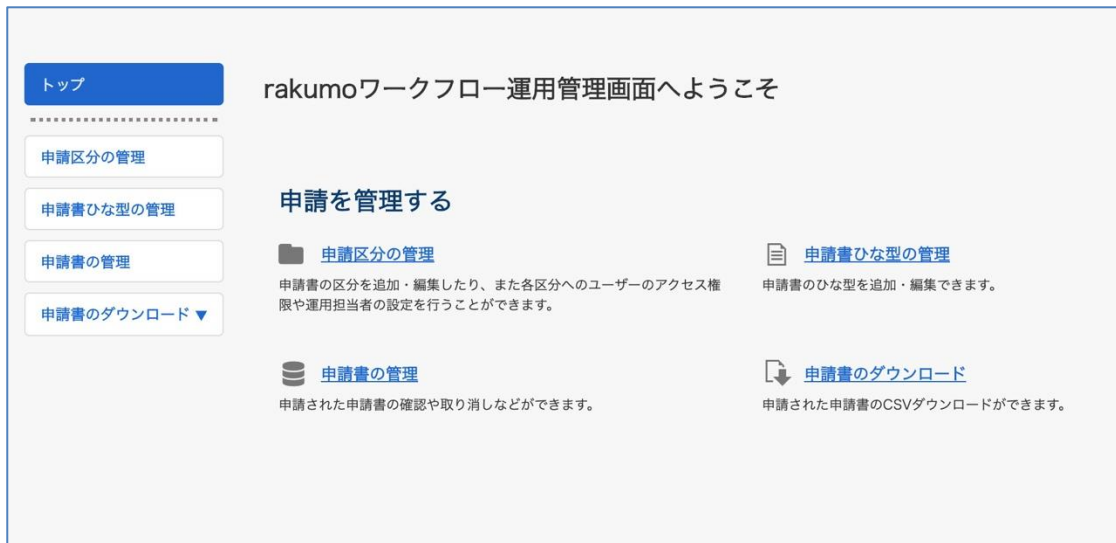 トップ
申請区分の管理
申請書ひな型の管理
申請書の管理
申請書のダウンロード ▼
rakumoワークフロー運用管理画面へようこそ
申請を管理する
申請区分の管理
申請書の区分を追加・編集したり、また各区分へのユーザーのアクセス権
限や運用担当者の設定を行うことができます。
申請書ひな型の管理
申請書のひな型を追加・編集できます。
申請書の管理
申請された申請書の確認や取り消しなどができます。
申請書のダウンロード
申請された申請書のCSVダウンロードができます。